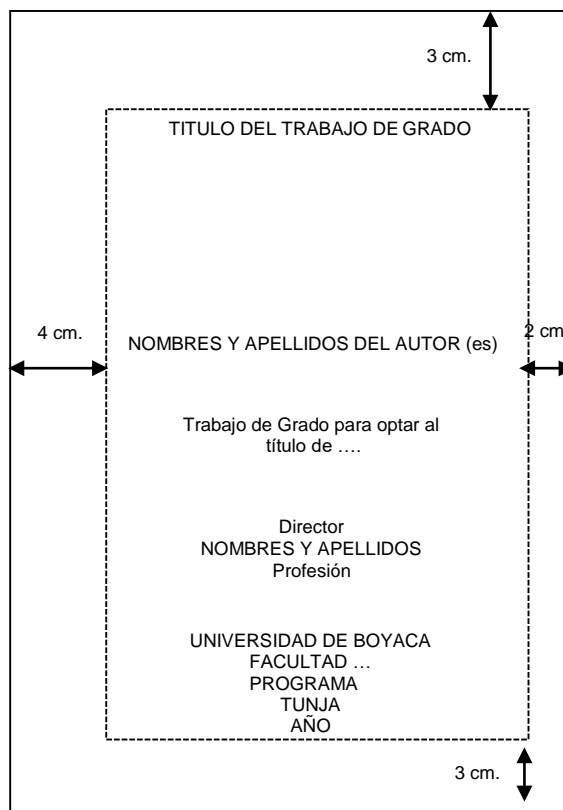 3 cm.
TITULO DEL TRABAJO DE GRADO
4 cm.
2 cm
NOMBRES Y APELLIDOS DEL AUTOR (es)
Trabajo de Grado para optar al
título de ....
Director
NOMBRES Y APELLIDOS
Profesión
UNIVERSIDAD DE BOYACA
FACULTAD ...
PROGRAMA
TUNJA
AÑO
3 cm.